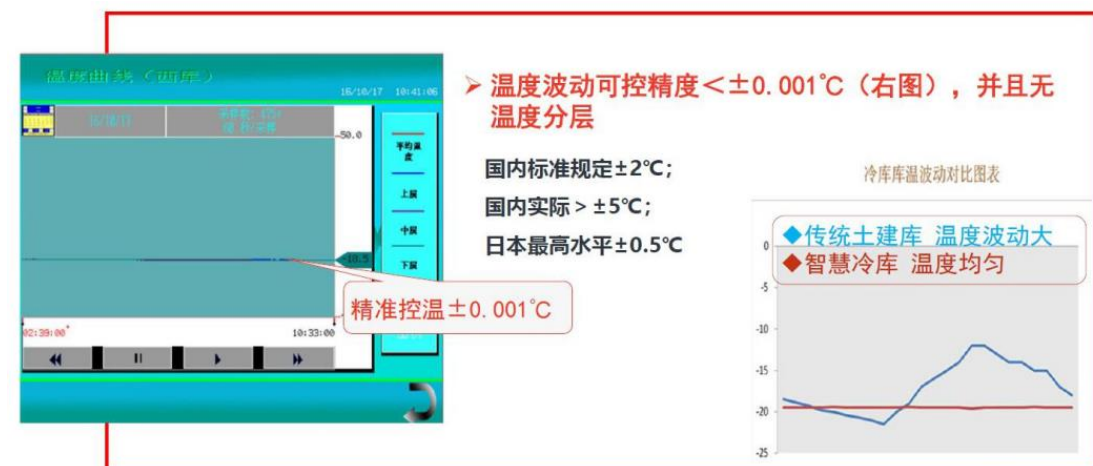 温度曲线（西库）
16/10/17 10:41:06
16/10/17
50.0
平均温度
上层
中层
下层
-10.5
02:39:00
10:33:00
精准控温±0.001℃
➤ 温度波动可控精度＜±0.001℃（右图），并且无
温度分层
国内标准规定±2℃；
国内实际＞±5℃；
日本最高水平±0.5℃
冷库库温波动对比图表
◆传统土建库 温度波动大
◆智慧冷库 温度均匀
0
-5
-10
-15
-20
-25